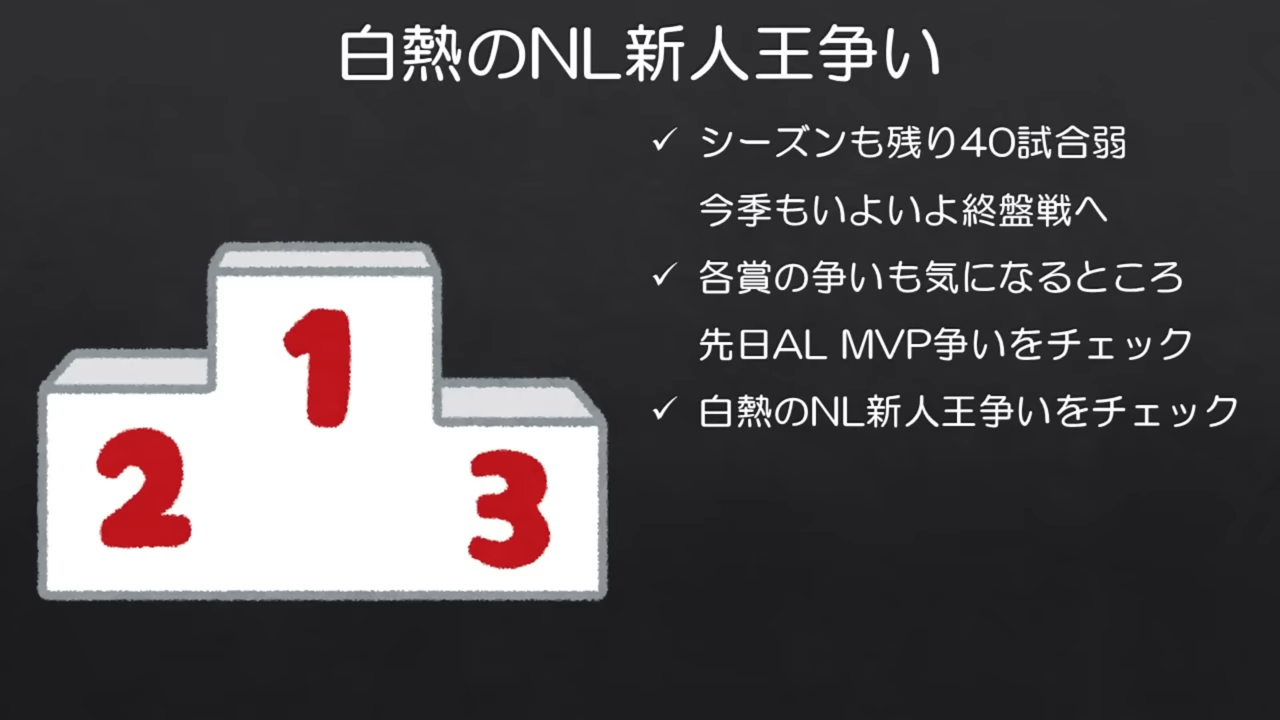 白熱のNL新人王争い
✓ シーズンも残り40試合弱
今季もいよいよ終盤戦へ
✓ 各賞の争いも気になるところ
先日AL MVP争いをチェック
✓ 白熱のNL新人王争いをチェック
1
2
3